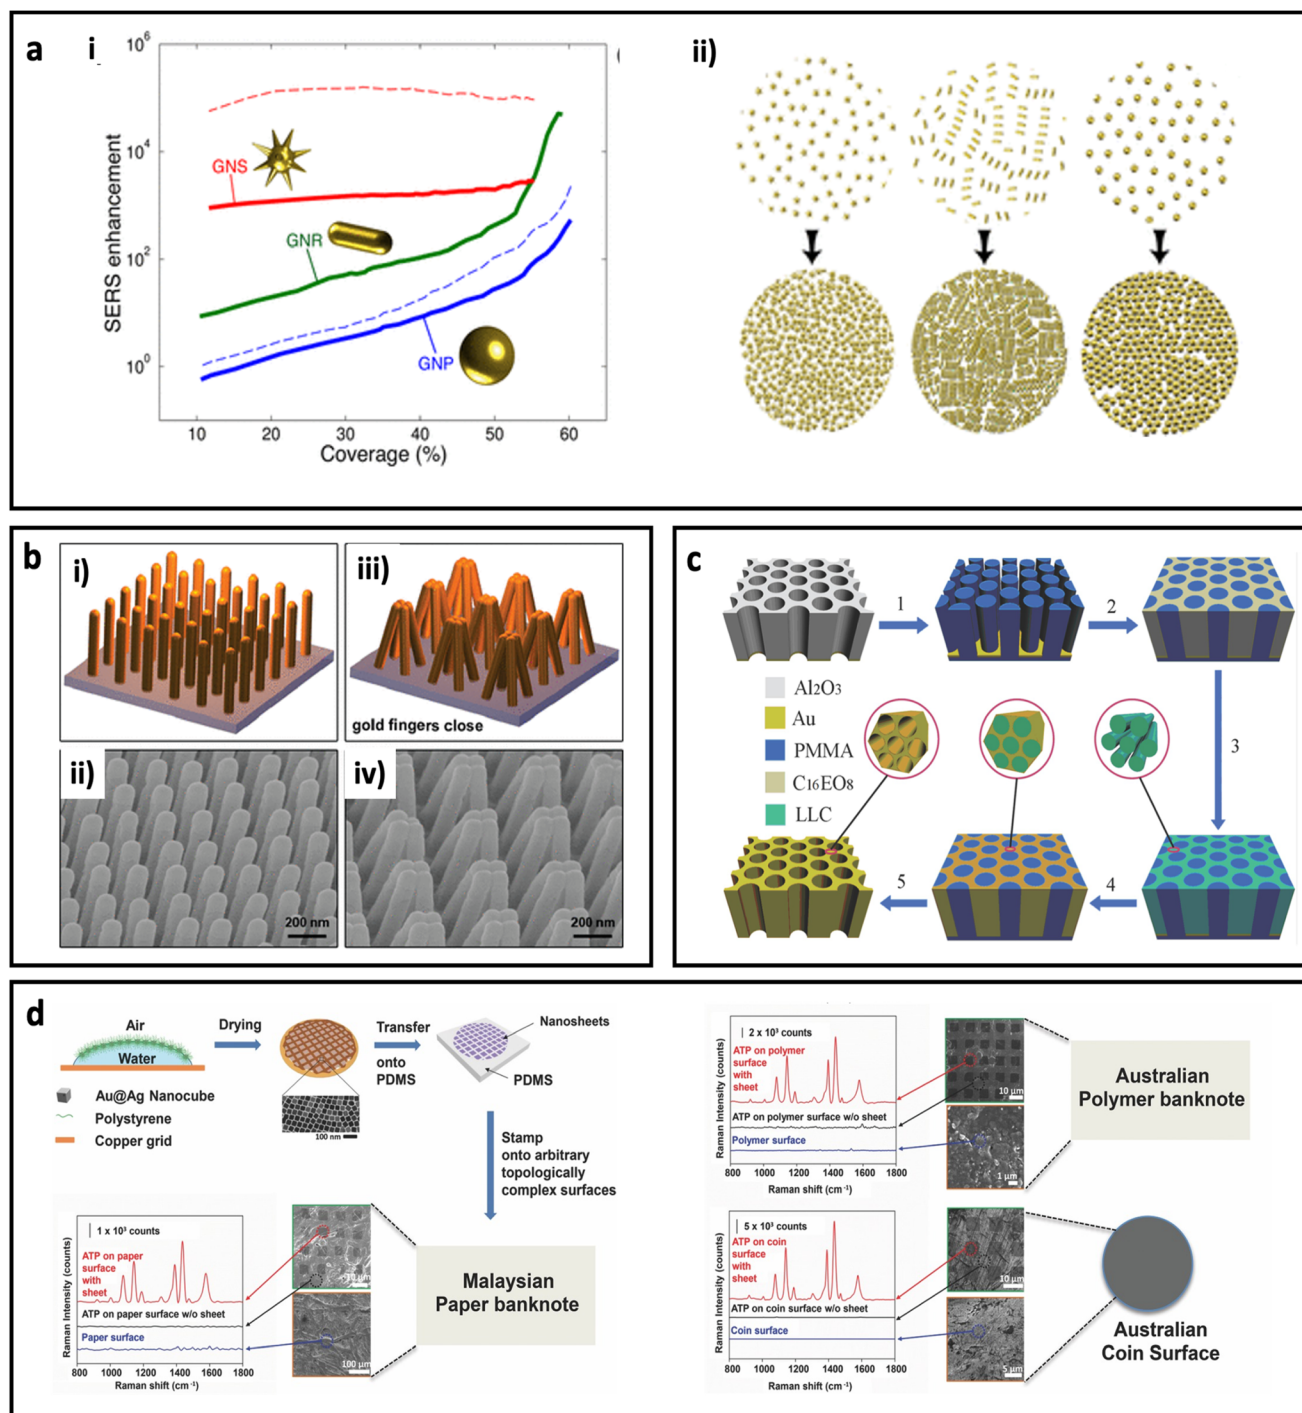 a
i
10⁶
10⁴
10³
10²
10⁰
SERS enhancement
GNS
GNR
GNP
10
20
30
40
50
60
Coverage (%)
ii)
b
i)
iii)
gold fingers close
ii)
iv)
200 nm
200 nm
c
1
2
3
4
5
Al₂O₃
Au
PMMA
C₁₆EO₈
LLC
d
Air
Water
Drying
Transfer
onto
PDMS
Nanosheets
PDMS
Au@Ag Nanocube
Polystyrene
Copper grid
100 nm
Stamp
onto arbitrary
topologically
complex surfaces
1 x 10³ counts
ATP on paper
surface
with
sheet
ATP on paper surface w/o sheet
Paper surface
Raman Intensity (counts)
800 1000 1200 1400 1600 1800
Raman shift (cm⁻¹)
10 µm
100 µm
Malaysian
Paper banknote
2 x 10³ counts
ATP on polymer
surface
with
sheet
ATP on polymer surface w/o sheet
Polymer surface
Raman Intensity (counts)
800 1000 1200 1400 1600 1800
Raman shift (cm⁻¹)
10 µm
1 µm
Australian
Polymer banknote
5 x 10³ counts
ATP on coin
surface
with
sheet
ATP on coin surface w/o sheet
Coin surface
Raman Intensity (counts)
800 1000 1200 1400 1600 1800
Raman shift (cm⁻¹)
10 µm
5 µm
Australian
Coin Surface